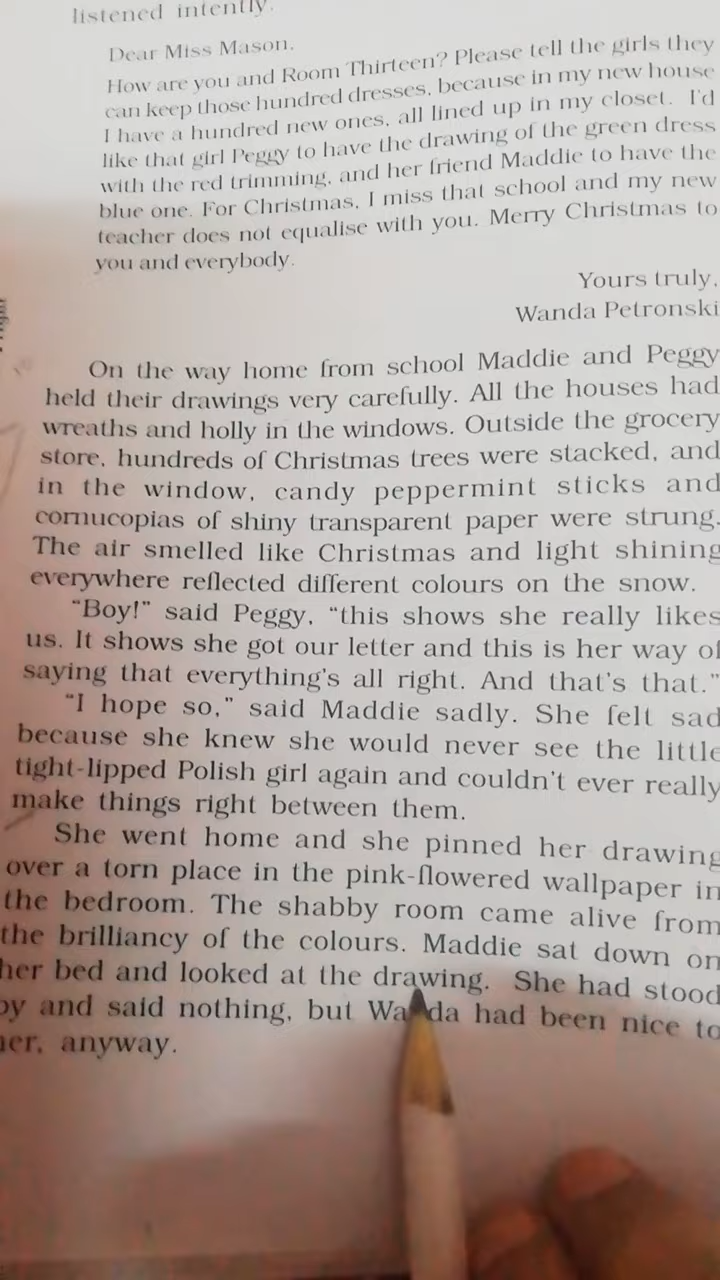 listened intently.
Dear Miss Mason,
How are you and Room Thirteen? Please tell the girls they
can keep those hundred dresses, because in my new house
I have a hundred new ones, all lined up in my closet. I'd
like that girl Peggy to have the drawing of the green dress
with the red trimming, and her friend Maddie to have the
blue one. For Christmas, I miss that school and my new
teacher does not equalise with you. Merry Christmas to
you and everybody.
Yours truly,
Wanda Petronski
On the way home from school Maddie and Peggy
held their drawings very carefully. All the houses had
wreaths and holly in the windows. Outside the grocery
store, hundreds of Christmas trees were stacked, and
in the window, candy peppermint sticks and
cornucopias of shiny transparent paper were strung.
The air smelled like Christmas and light shining
everywhere reflected different colours on the snow.
“Boy!” said Peggy, “this shows she really likes
us. It shows she got our letter and this is her way of
saying that everything's all right. And that's that.”
“I hope so,” said Maddie sadly. She felt sad
because she knew she would never see the little
tight-lipped Polish girl again and couldn't ever really
make things right between them.
She went home and she pinned her drawing
over a torn place in the pink-flowered wallpaper in
the bedroom. The shabby room came alive from
the brilliancy of the colours. Maddie sat down on
her bed and looked at the drawing. She had stood
by and said nothing, but Wanda had been nice to
her, anyway.